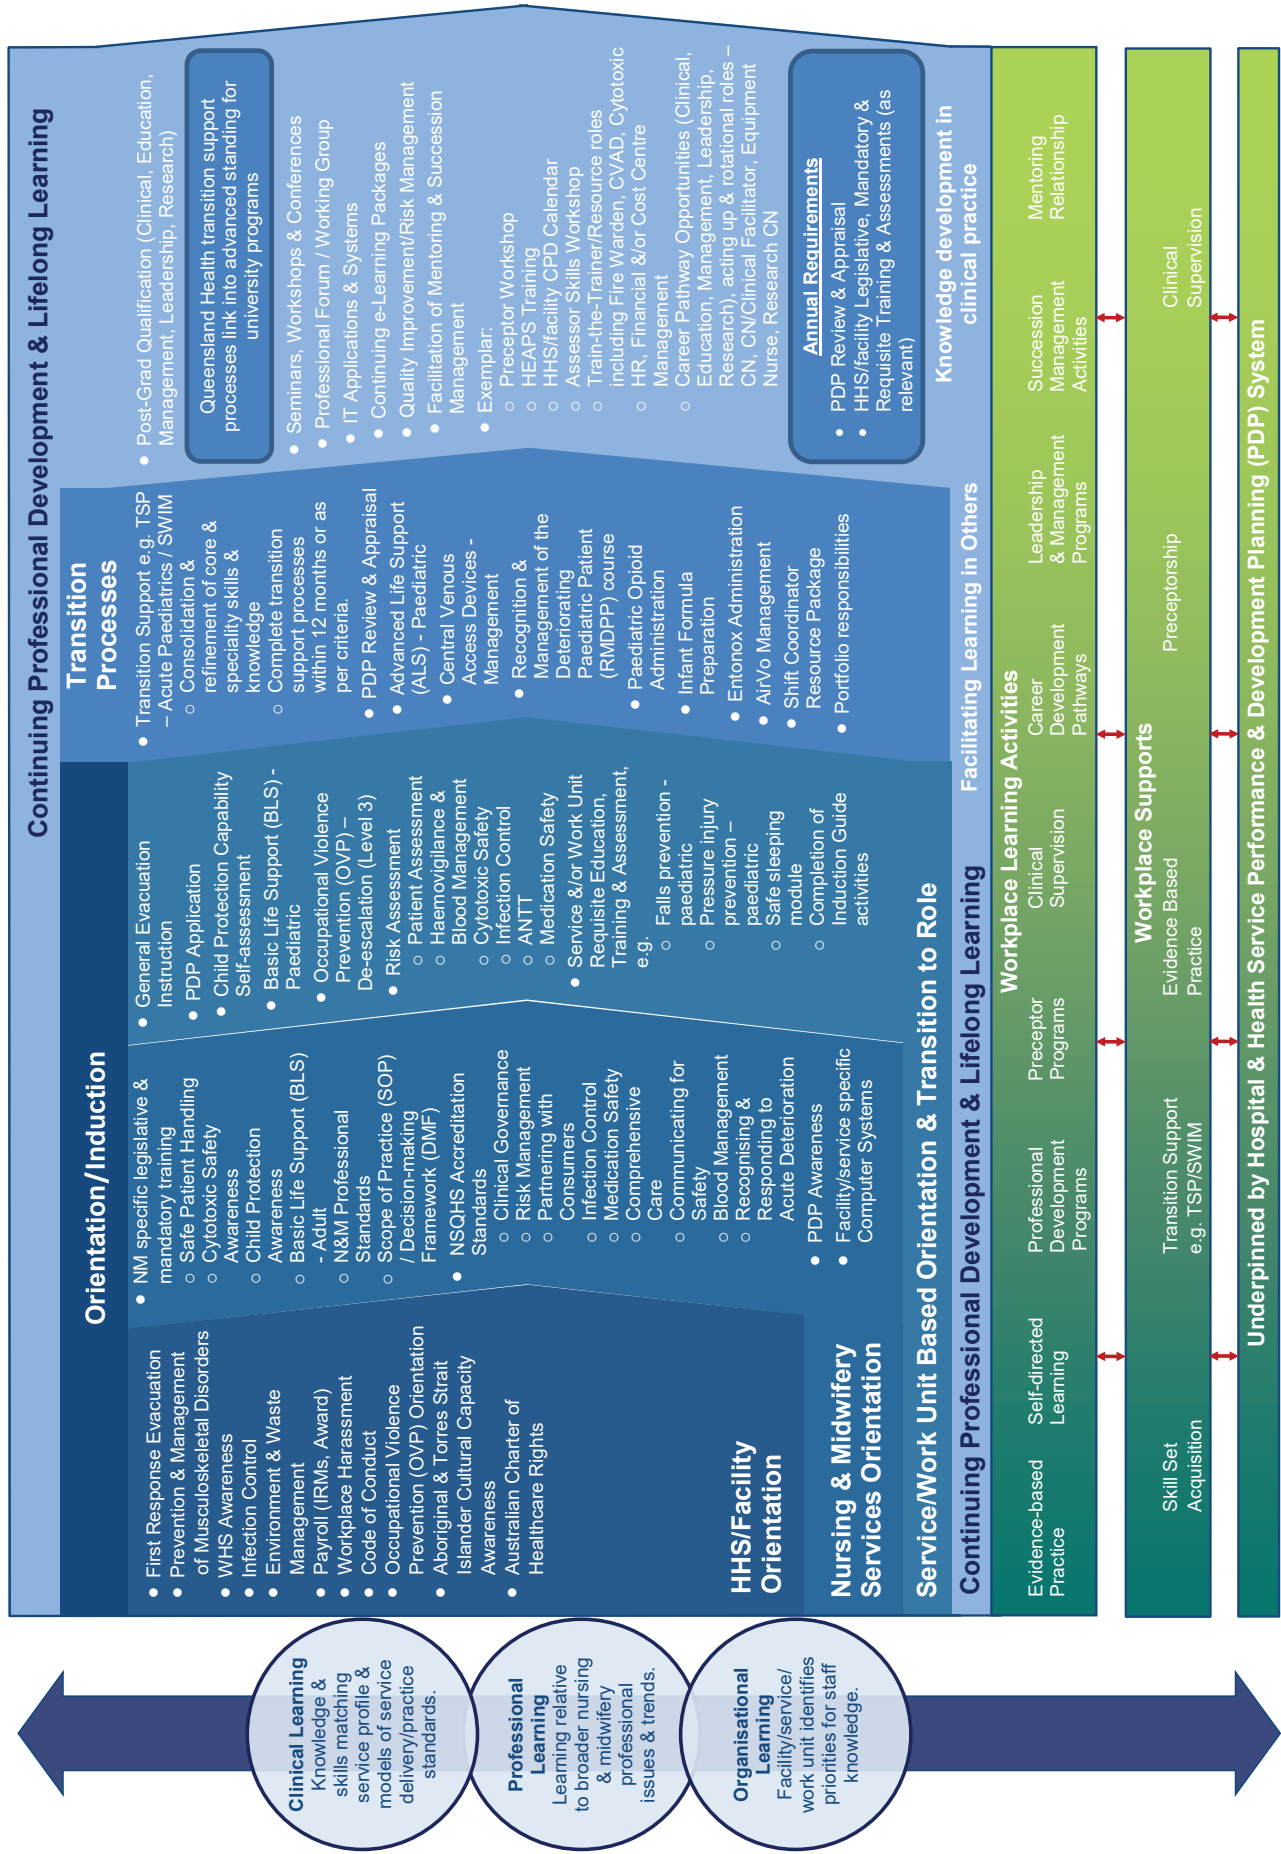 Continuing Professional Development & Lifelong Learning
Clinical Learning
Knowledge &
skills matching
service profile &
models of service
delivery/practice
standards.
Professional
Learning
Learning relative
to broader nursing
& midwifery
professional
issues & trends.
Organisational
Learning
Facility/service/
work unit identifies
priorities for staff
knowledge.
Orientation/Induction
● First Response Evacuation
● Prevention & Management
of Musculoskeletal Disorders
● WHS Awareness
● Infection Control
● Environment & Waste
Management
● Payroll (IRMs, Award)
● Workplace Harassment
● Code of Conduct
● Occupational Violence
Prevention (OVP) Orientation
● Aboriginal & Torres Strait
Islander Cultural Capacity
Awareness
● Australian Charter of
Healthcare Rights
HHS/Facility
Orientation
● NM specific legislative &
mandatory training
○ Safe Patient Handling
○ Cytotoxic Safety
Awareness
○ Child Protection
Awareness
○ Basic Life Support (BLS)
- Adult
○ N&M Professional
Standards
○ Scope of Practice (SOP)
/ Decision-making
Framework (DMF)
● NSQHS Accreditation
Standards
○ Clinical Governance
○ Risk Management
○ Partnering with
Consumers
○ Infection Control
○ Medication Safety
○ Comprehensive
Care
○ Communicating for
Safety
○ Blood Management
○ Recognising &
Responding to
Acute Deterioration
● PDP Awareness
● Facility/service specific
Computer Systems
Nursing & Midwifery
Services Orientation
● General Evacuation
Instruction
● PDP Application
● Child Protection Capability
Self-assessment
● Basic Life Support (BLS) -
Paediatric
● Occupational Violence
Prevention (OVP) –
De-escalation (Level 3)
● Risk Assessment
○ Patient Assessment
○ Haemovigilance &
Blood Management
○ Cytotoxic Safety
○ Infection Control
○ ANTT
○ Medication Safety
● Service &/or Work Unit
Requisite Education,
Training & Assessment,
e.g.
○ Falls prevention -
paediatric
○ Pressure injury
prevention –
paediatric
○ Safe sleeping
module
○ Completion of
Induction Guide
activities
Service/Work Unit Based Orientation & Transition to Role
Transition
Processes
● Transition Support e.g. TSP
– Acute Paediatrics / SWIM
○ Consolidation &
refinement of core &
speciality skills &
knowledge
○ Complete transition
support processes
within 12 months or as
per criteria.
● PDP Review & Appraisal
● Advanced Life Support
(ALS) - Paediatric
● Central Venous
Access Devices -
Management
● Recognition &
Management of the
Deteriorating
Paediatric Patient
(RMDPP) course
● Paediatric Opioid
Administration
● Infant Formula
Preparation
● Entonox Administration
● AirVo Management
● Shift Coordinator
Resource Package
● Portfolio responsibilities
● Post-Grad Qualification (Clinical, Education,
Management, Leadership, Research)
Queensland Health transition support
processes link into advanced standing for
university programs
● Seminars, Workshops & Conferences
● Professional Forum / Working Group
● IT Applications & Systems
● Continuing e-Learning Packages
● Quality Improvement/Risk Management
● Facilitation of Mentoring & Succession
Management
● Exemplar:
○ Preceptor Workshop
○ HEAPS Training
○ HHS/facility CPD Calendar
○ Assessor Skills Workshop
○ Train-the-Trainer/Resource roles
including Fire Warden, CVAD, Cytotoxic
○ HR, Financial &/or Cost Centre
Management
○ Career Pathway Opportunities (Clinical,
Education, Management, Leadership,
Research), acting up & rotational roles –
CN, CN/Clinical Facilitator, Equipment
Nurse, Research CN
Annual Requirements
● PDP Review & Appraisal
● HHS/facility Legislative, Mandatory &
Requisite Training & Assessments (as
relevant)
Knowledge development in
clinical practice
Continuing Professional Development & Lifelong Learning
Facilitating Learning in Others
Workplace Learning Activities
Evidence-based
Practice
Self-directed
Learning
Professional
Development
Programs
Preceptor
Programs
Clinical
Supervision
Career
Development
Pathways
Leadership
& Management
Programs
Succession
Management
Activities
Mentoring
Relationship
Workplace Supports
Skill Set
Acquisition
Transition Support
e.g. TSP/SWIM
Evidence Based
Practice
Preceptorship
Clinical
Supervision
Underpinned by Hospital & Health Service Performance & Development Planning (PDP) System